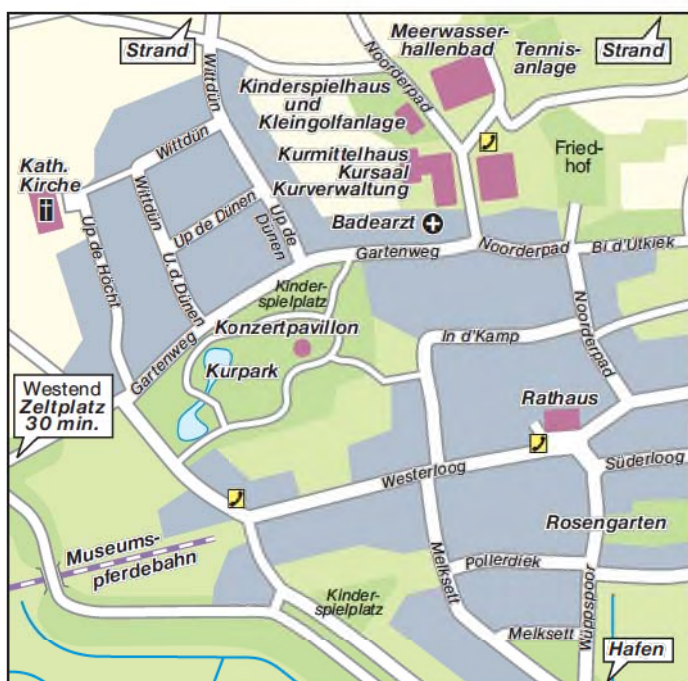 Strand
Wittdün
Noorderpad
Meerwasser-
hallenbad
Tennis-
anlage
Strand
Kinderspielhaus
und
Kleingolfanlage
Wittdün
Kath.
Kirche
Wittdün
Up de Dünen
Up de
Dünen
Kurmittelhaus
Kursaal
Kurverwaltung
Fried-
hof
Badearzt
Up de Höcht
U.d.Dünen
Gartenweg
Noorderpad
Bi d'Utkiek
Kinder-
spielplatz
Noorderpad
Gartenweg
Konzertpavillon
In d'Kamp
Kurpark
Westend
Zeltplatz
30 min.
Rathaus
Westerloog
Süderloog
Rosengarten
Museums-
pferdebahn
Melksett
Pollerdiek
Wüppspoor
Kinder-
spielplatz
Melksett
Hafen